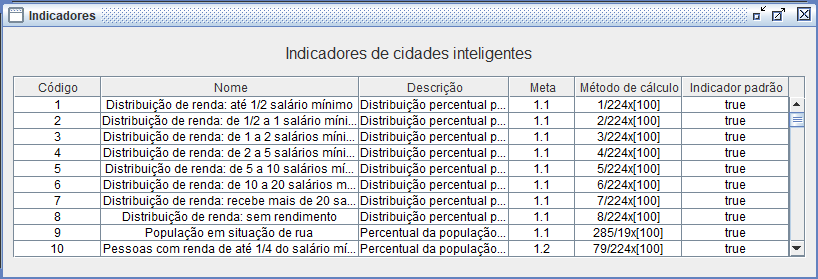 Indicadores
Indicadores de cidades inteligentes
Código Nome Descrição Meta Método de cálculo Indicador padrão
1 Distribuição de renda: até 1/2 salário mínimo Distribuição percentual p... 1.1 1/224x[100] true
2 Distribuição de renda: de 1/2 a 1 salário míni... Distribuição percentual p... 1.1 2/224x[100] true
3 Distribuição de renda: de 1 a 2 salários míni... Distribuição percentual p... 1.1 3/224x[100] true
4 Distribuição de renda: de 2 a 5 salários míni... Distribuição percentual p... 1.1 4/224x[100] true
5 Distribuição de renda: de 5 a 10 salários mí... Distribuição percentual p... 1.1 5/224x[100] true
6 Distribuição de renda: de 10 a 20 salários m... Distribuição percentual p... 1.1 6/224x[100] true
7 Distribuição de renda: recebe mais de 20 sa... Distribuição percentual p... 1.1 7/224x[100] true
8 Distribuição de renda: sem rendimento Distribuição percentual p... 1.1 8/224x[100] true
9 População em situação de rua Percentual da população... 1.1 285/19x[100] true
10 Pessoas com renda de até 1/4 do salário mí... Percentual da população... 1.2 79/224x[100] true